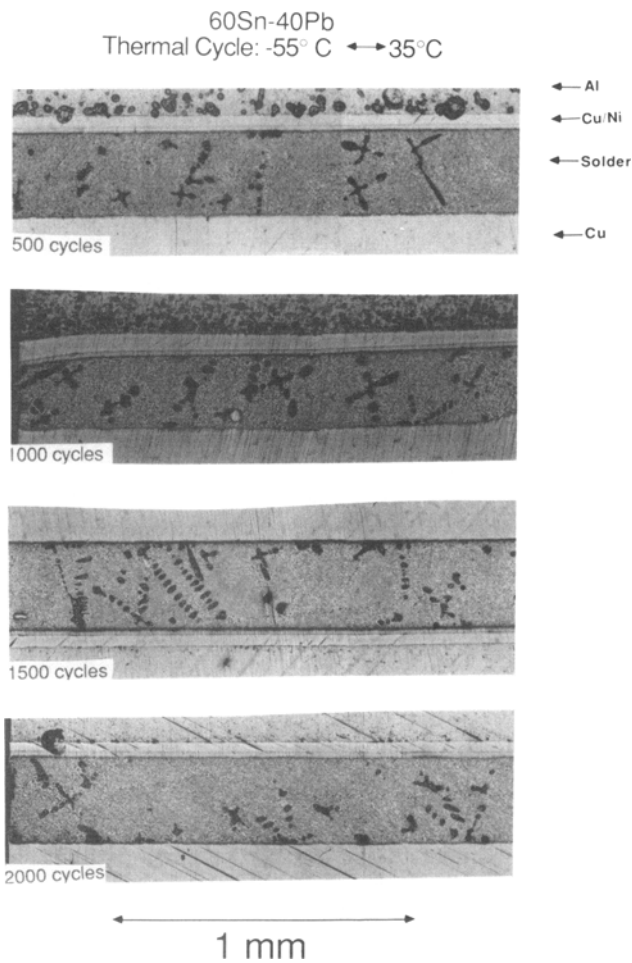 60Sn-40Pb
Thermal Cycle: -55° C ⟷ 35°C
Al
Cu/Ni
Solder
Cu
500 cycles
1000 cycles
1500 cycles
2000 cycles
1 mm